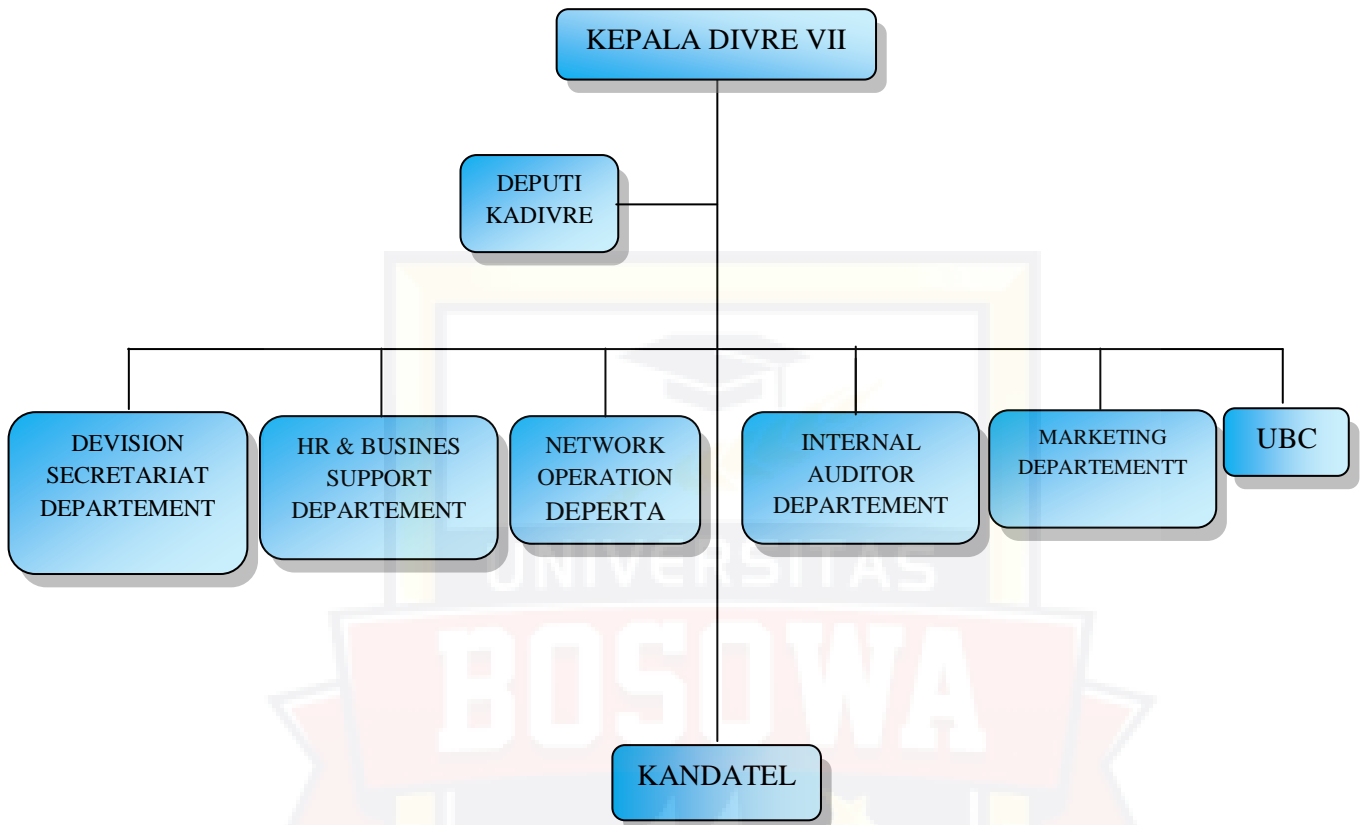 KEPALA DIVRE VII
DEPUTI
KADIVRE
DEVISION
SECRETARIAT
DEPARTEMENT
HR & BUSINES
SUPPORT
DEPARTEMENT
NETWORK
OPERATION
DEPERTA
INTERNAL
AUDITOR
DEPARTEMENT
MARKETING
DEPARTEMENTT
UBC
UNIVERSITAS
BOSOWA
KANDATEL